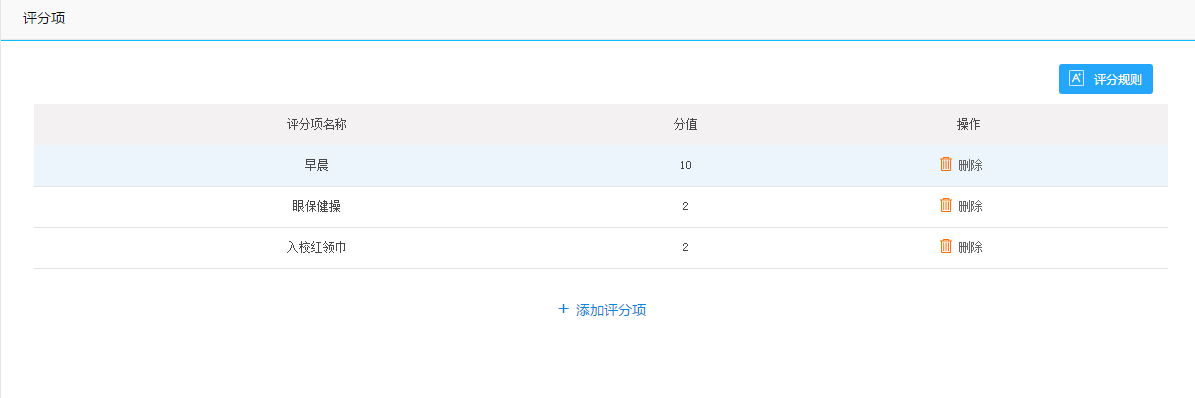 评分项
评分规则
评分项名称 分值 操作
早晨 10 删除
眼保健操 2 删除
入校红领巾 2 删除
+ 添加评分项